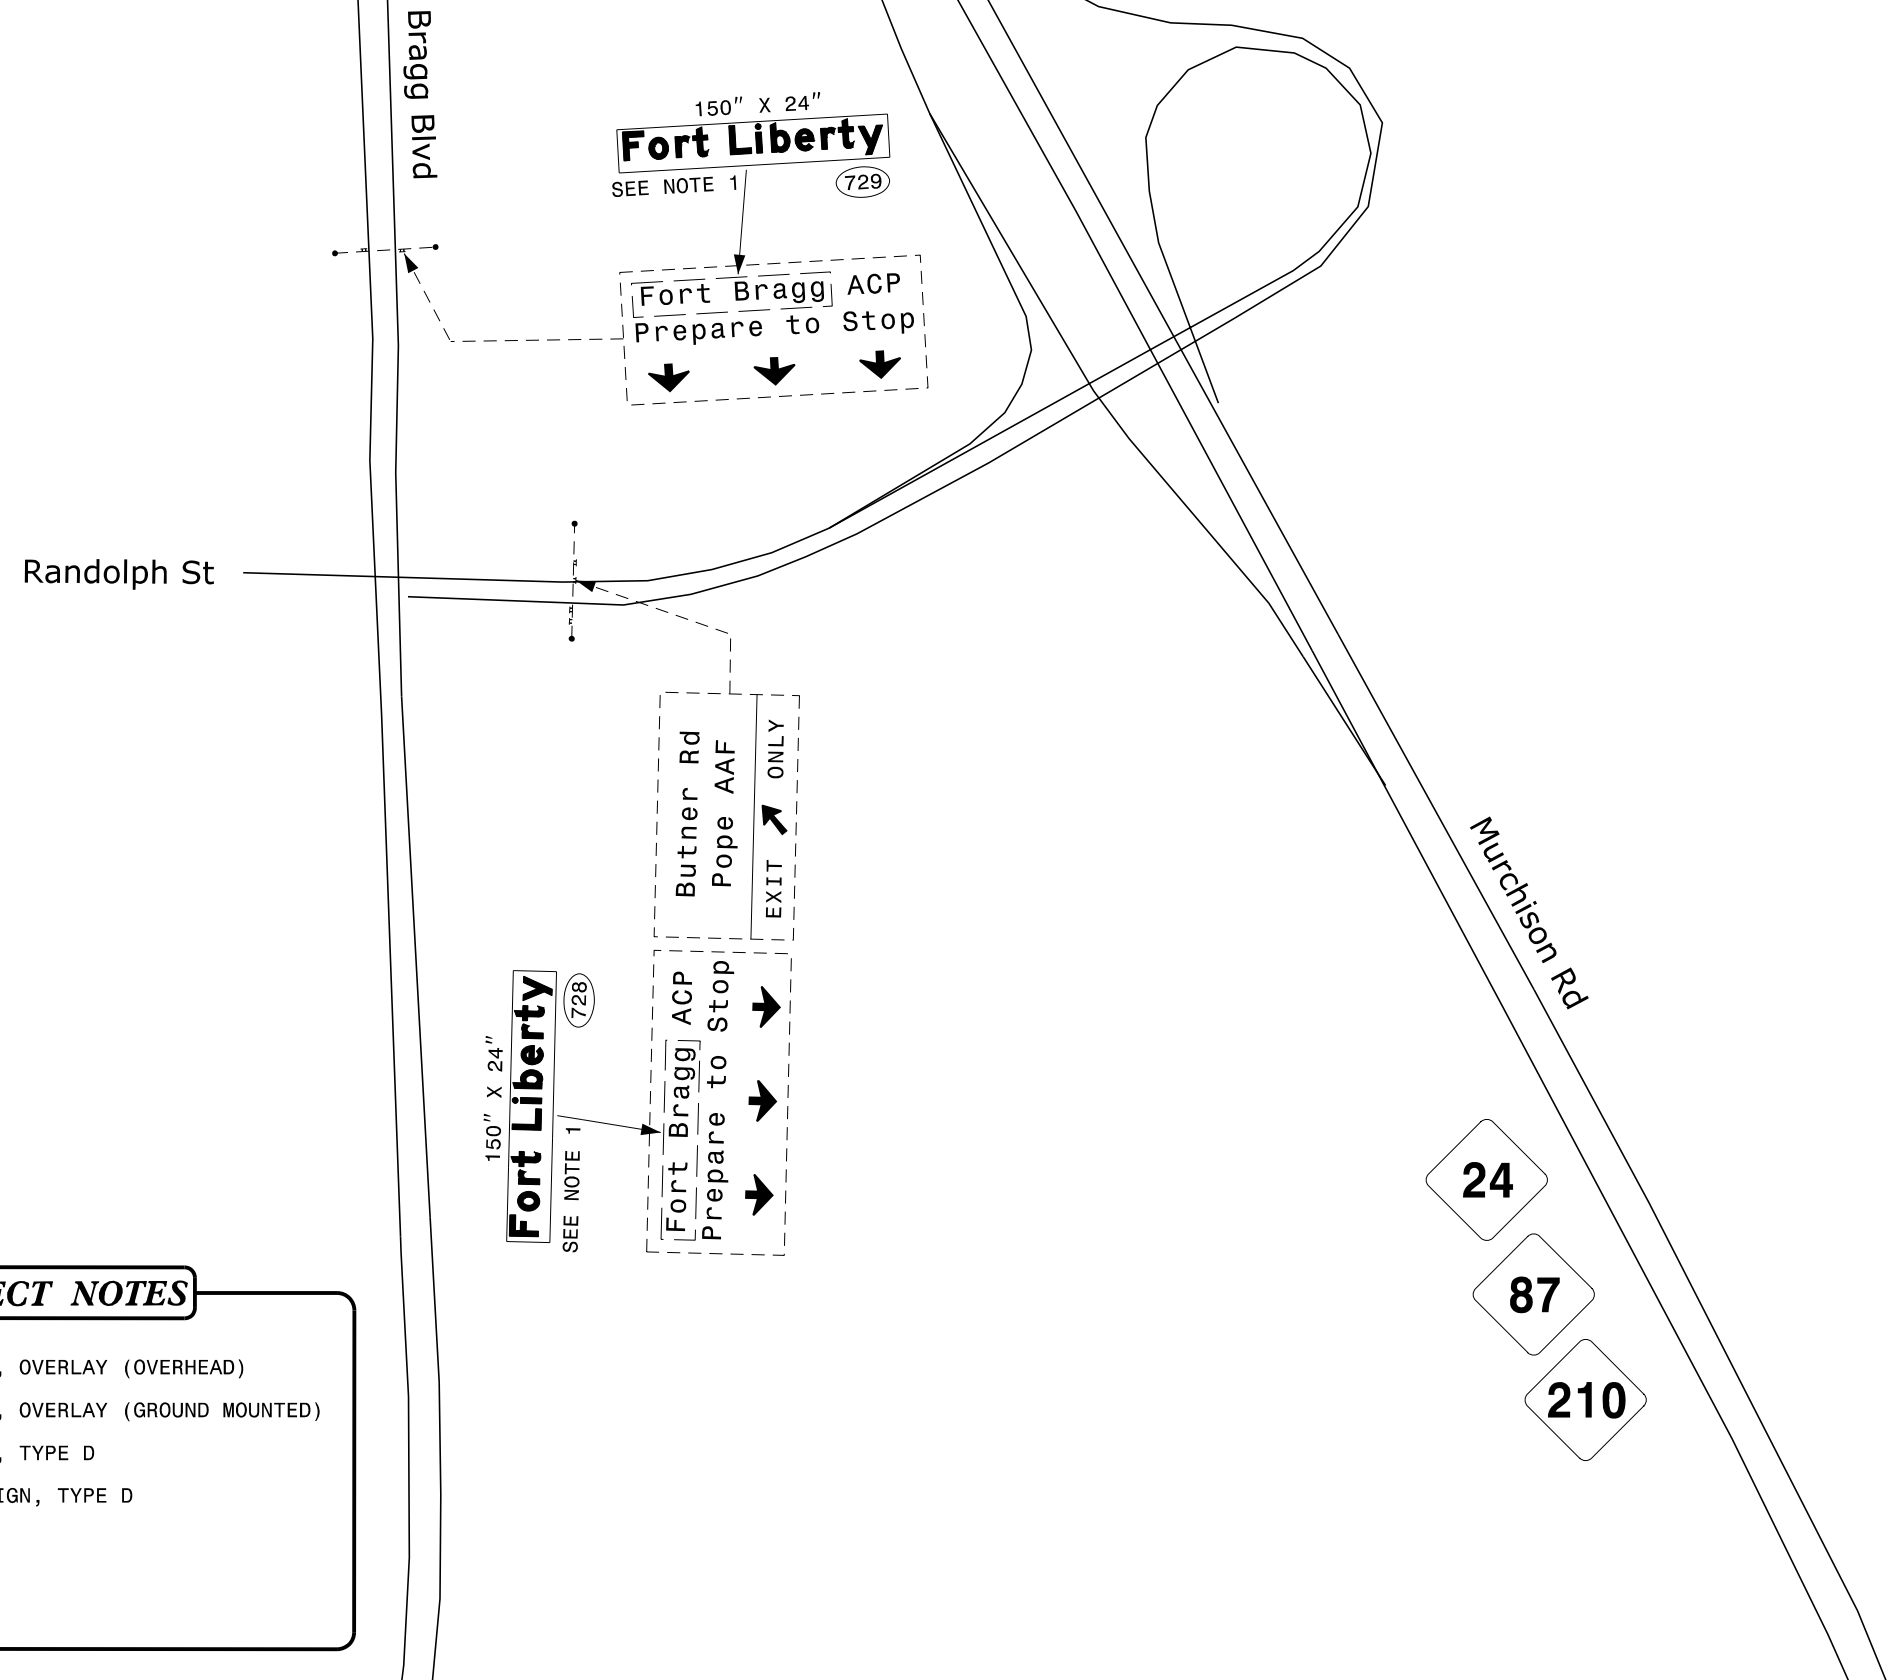 Bragg Blvd
150" X 24"
Fort Liberty
SEE NOTE 1
729
Fort Bragg ACP
Prepare to Stop
Randolph St
Butner Rd
Pope AAF
EXIT ONLY
150" X 24"
Fort Liberty
SEE NOTE 1
728
Fort Bragg ACP
Prepare to Stop
Murchison Rd
24
87
210
ECT NOTES
, OVERLAY (OVERHEAD)
, OVERLAY (GROUND MOUNTED)
, TYPE D
IGN, TYPE D